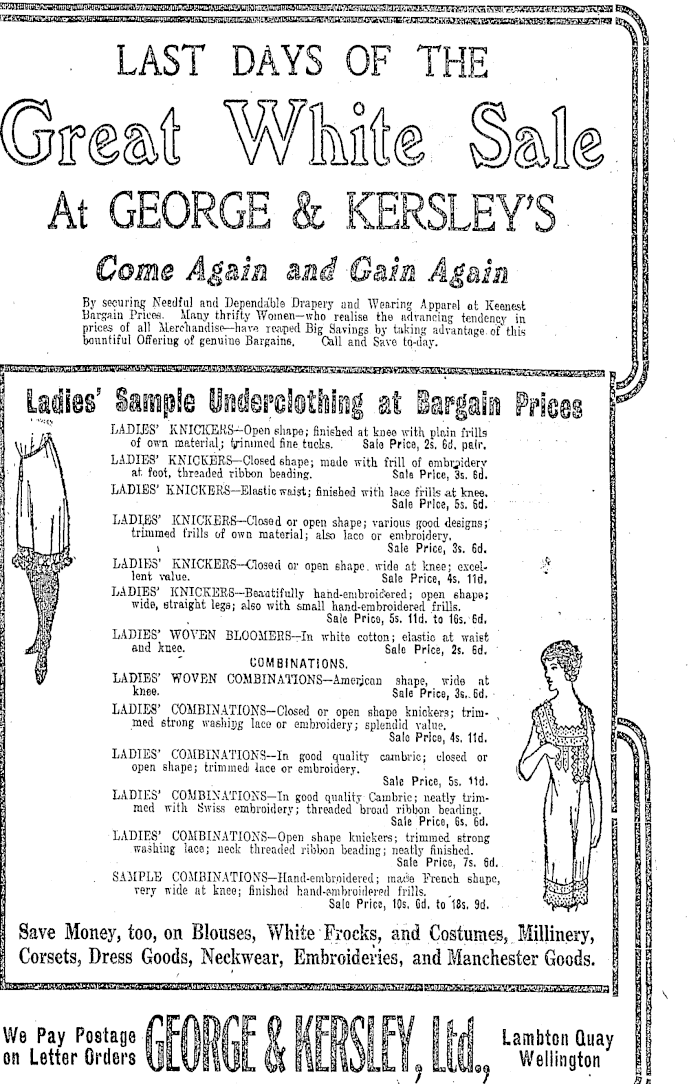 LAST DAYS OF THE
Great White Sale
At GEORGE & KERSLEY'S
Come Again and Gain Again
By securing Needful and Dependable Drapery and Wearing Apparel at Keenest
Bargain Prices. Many thrifty Women—who realise the advancing tendency in
prices of all Merchandise—have reaped Big Savings by taking advantage of this
bountiful Offering of genuine Bargains. Call and Save to-day.
Ladies' Sample Underclothing at Bargain Prices
LADIES' KNICKERS—Open shape; finished at knee with plain frills
of own material; trimmed fine tucks. Sale Price, 2s. 6d. pair.
LADIES' KNICKERS—Closed shape; made with frill of embroidery
at foot, threaded ribbon beading. Sale Price, 3s. 6d.
LADIES' KNICKERS—Elastic waist; finished with lace frills at knee.
Sale Price, 5s. 6d.
LADIES' KNICKERS—Closed or open shape; various good designs;
trimmed frills of own material; also lace or embroidery.
Sale Price, 3s. 6d.
LADIES' KNICKERS—Closed or open shape, wide at knee; excel-
lent value. Sale Price, 4s. 11d.
LADIES' KNICKERS—Beautifully hand-embroidered; open shape;
wide, straight legs; also with small hand-embroidered frills.
Sale Price, 5s. 11d. to 16s. 6d.
LADIES' WOVEN BLOOMERS—In white cotton; elastic at waist
and knee. Sale Price, 2s. 6d.
COMBINATIONS.
LADIES' WOVEN COMBINATIONS—American shape, wide at
knee. Sale Price, 3s. 6d.
LADIES' COMBINATIONS—Closed or open shape knickers; trim-
med strong washing lace or embroidery; splendid value.
Sale Price, 4s. 11d.
LADIES' COMBINATIONS—In good quality cambric; closed or
open shape; trimmed lace or embroidery.
Sale Price, 5s. 11d.
LADIES' COMBINATIONS—In good quality Cambric; neatly trim-
med with Swiss embroidery; threaded broad ribbon beading.
Sale Price, 6s. 6d.
LADIES' COMBINATIONS—Open shape knickers; trimmed strong
washing lace; neck threaded ribbon beading; neatly finished.
Sale Price, 7s. 6d.
SAMPLE COMBINATIONS—Hand-embroidered; made French shape,
very wide at knee; finished hand-embroidered frills.
Sale Price, 10s. 6d. to 18s. 9d.
Save Money, too, on Blouses, White Frocks, and Costumes, Millinery,
Corsets, Dress Goods, Neckwear, Embroideries, and Manchester Goods.
We Pay Postage
on Letter Orders
GEORGE & KERSLEY, Ltd.,
Lambton Quay
Wellington